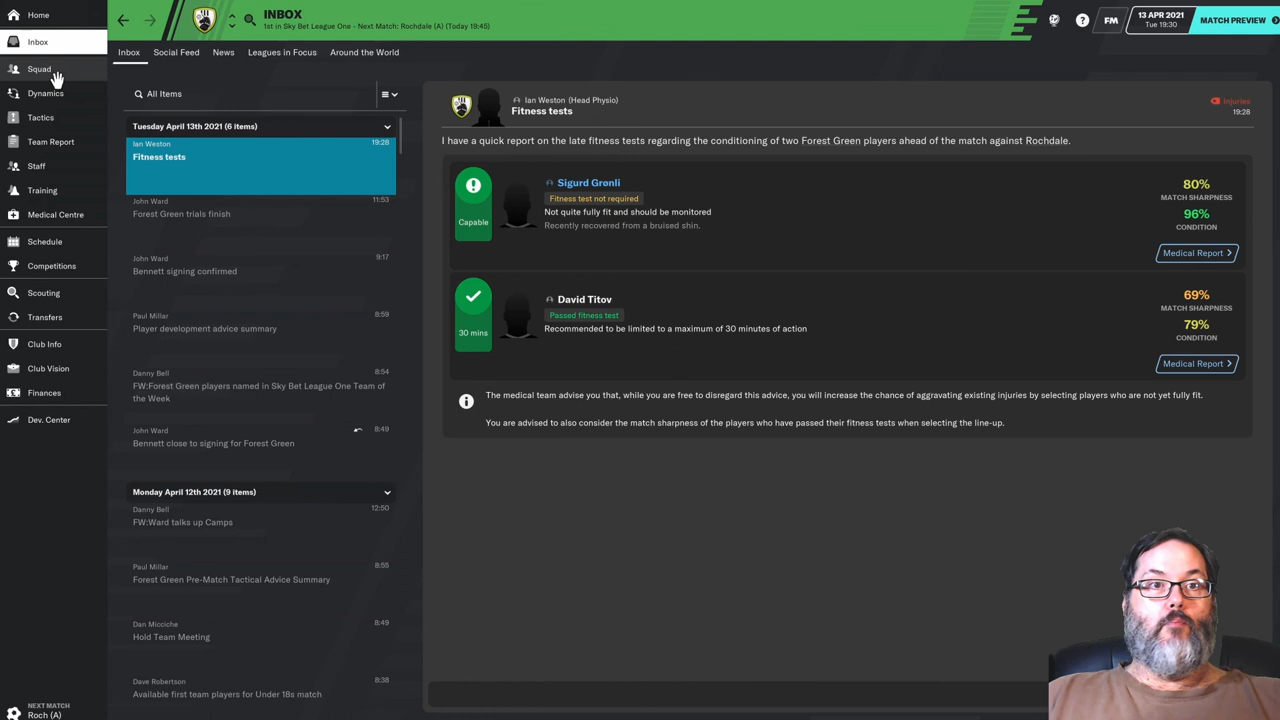 Home
Inbox
Squad
Dynamics
Tactics
Team Report
Staff
Training
Medical Centre
Schedule
Competitions
Scouting
Transfers
Club Info
Club Vision
Finances
Dev. Center
NEXT MATCH
Roch (A)
INBOX
1st in Sky Bet League One - Next Match: Rochdale (A) (Today 19:45)
FM
13 APR 2021
Tue 19:30
MATCH PREVIEW
Inbox Social Feed News Leagues in Focus Around the World
All Items
Tuesday April 13th 2021 (6 items)
Ian Weston 19:28
Fitness tests
John Ward 11:53
Forest Green trials finish
John Ward 9:17
Bennett signing confirmed
Paul Millar 8:59
Player development advice summary
Danny Bell 8:54
FW:Forest Green players named in Sky Bet League One Team of
the Week
John Ward 8:49
Bennett close to signing for Forest Green
Monday April 12th 2021 (9 items)
Danny Bell 12:50
FW:Ward talks up Camps
Paul Millar 8:55
Forest Green Pre-Match Tactical Advice Summary
Dan Micciche 8:49
Hold Team Meeting
Dave Robertson 8:38
Available first team players for Under 18s match
Ian Weston (Head Physio)
Fitness tests
Injuries
19:28
I have a quick report on the late fitness tests regarding the conditioning of two Forest Green players ahead of the match against Rochdale.
Capable
Sigurd Grønli
Fitness test not required
Not quite fully fit and should be monitored
Recently recovered from a bruised shin.
80%
MATCH SHARPNESS
96%
CONDITION
Medical Report
30 mins
David Titov
Passed fitness test
Recommended to be limited to a maximum of 30 minutes of action
69%
MATCH SHARPNESS
79%
CONDITION
Medical Report
The medical team advise you that, while you are free to disregard this advice, you will increase the chance of aggravating existing injuries by selecting players who are not yet fully fit.
You are advised to also consider the match sharpness of the players who have passed their fitness tests when selecting the line-up.